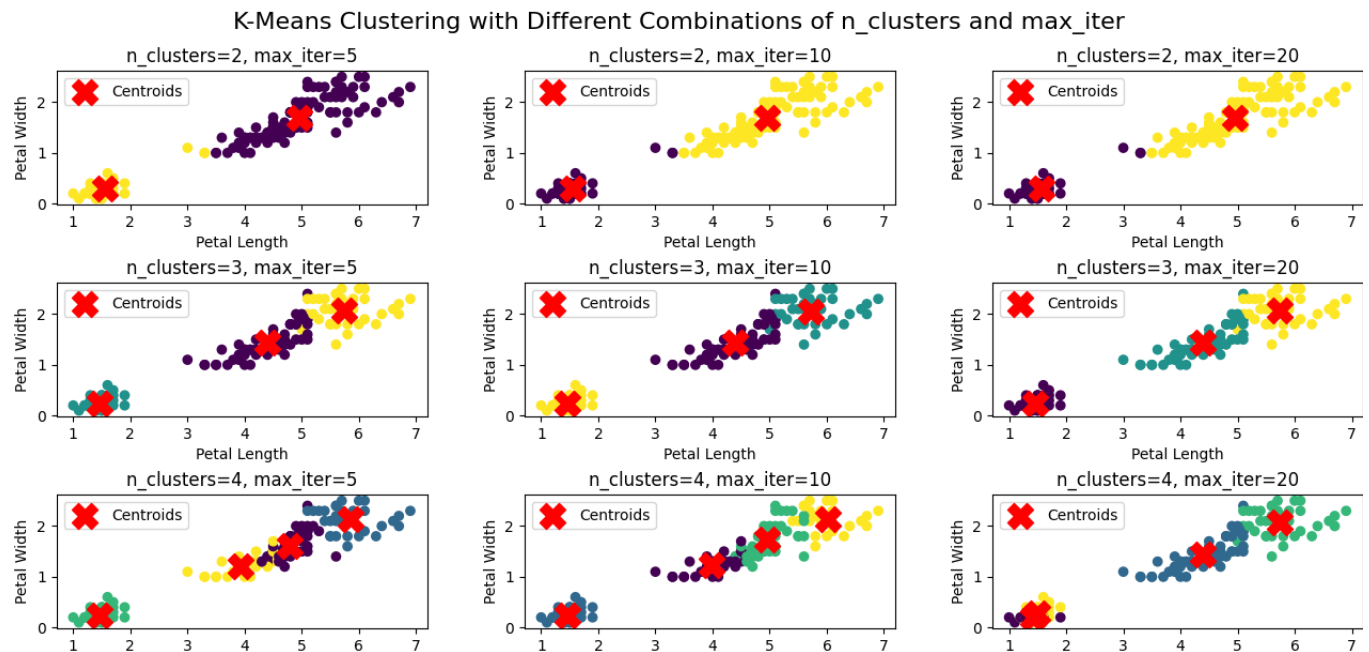 K-Means Clustering with Different Combinations of n_clusters and max_iter
n_clusters=2, max_iter=5
Centroids
Petal Width
2
1
0
1 2 3 4 5 6 7
Petal Length
n_clusters=2, max_iter=10
Centroids
Petal Width
2
1
0
1 2 3 4 5 6 7
Petal Length
n_clusters=2, max_iter=20
Centroids
Petal Width
2
1
0
1 2 3 4 5 6 7
Petal Length
n_clusters=3, max_iter=5
Centroids
Petal Width
2
1
0
1 2 3 4 5 6 7
Petal Length
n_clusters=3, max_iter=10
Centroids
Petal Width
2
1
0
1 2 3 4 5 6 7
Petal Length
n_clusters=3, max_iter=20
Centroids
Petal Width
2
1
0
1 2 3 4 5 6 7
Petal Length
n_clusters=4, max_iter=5
Centroids
Petal Width
2
1
0
1 2 3 4 5 6 7
n_clusters=4, max_iter=10
Centroids
Petal Width
2
1
0
1 2 3 4 5 6 7
n_clusters=4, max_iter=20
Centroids
Petal Width
2
1
0
1 2 3 4 5 6 7